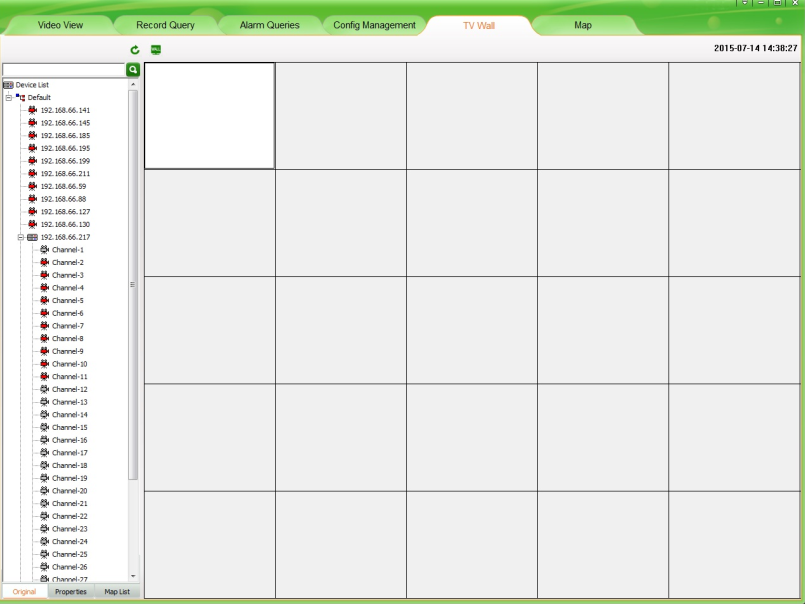 Video View Record Query Alarm Queries Config Management TV Wall Map
2015-07-14 14:38:27
Device List
Default
192.168.66.141
192.168.66.145
192.168.66.185
192.168.66.195
192.168.66.199
192.168.66.211
192.168.66.59
192.168.66.88
192.168.66.127
192.168.66.130
192.168.66.217
Channel-1
Channel-2
Channel-3
Channel-4
Channel-5
Channel-6
Channel-7
Channel-8
Channel-9
Channel-10
Channel-11
Channel-12
Channel-13
Channel-14
Channel-15
Channel-16
Channel-17
Channel-18
Channel-19
Channel-20
Channel-21
Channel-22
Channel-23
Channel-24
Channel-25
Channel-26
Channel-27
Original Properties Map List